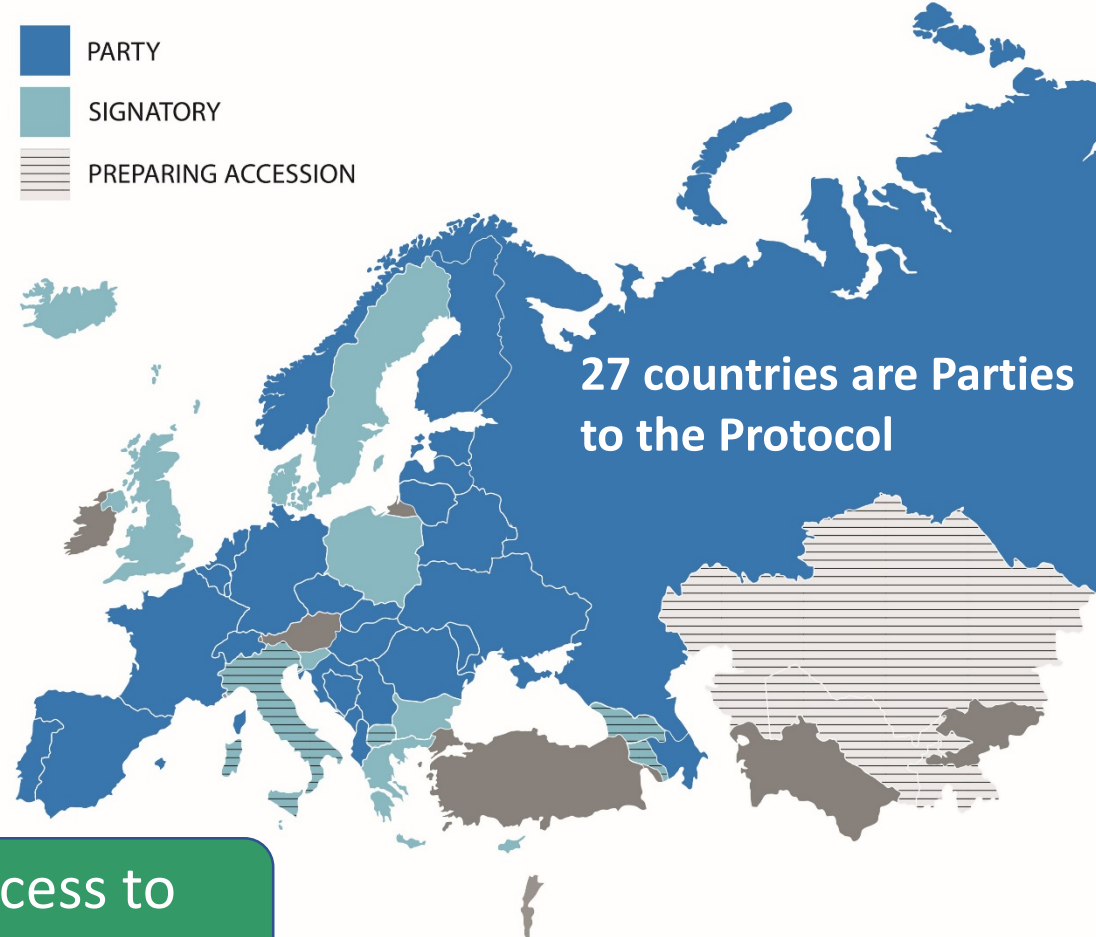 PARTY
SIGNATORY
PREPARING ACCESSION
27 countries are Parties
to the Protocol
cess to